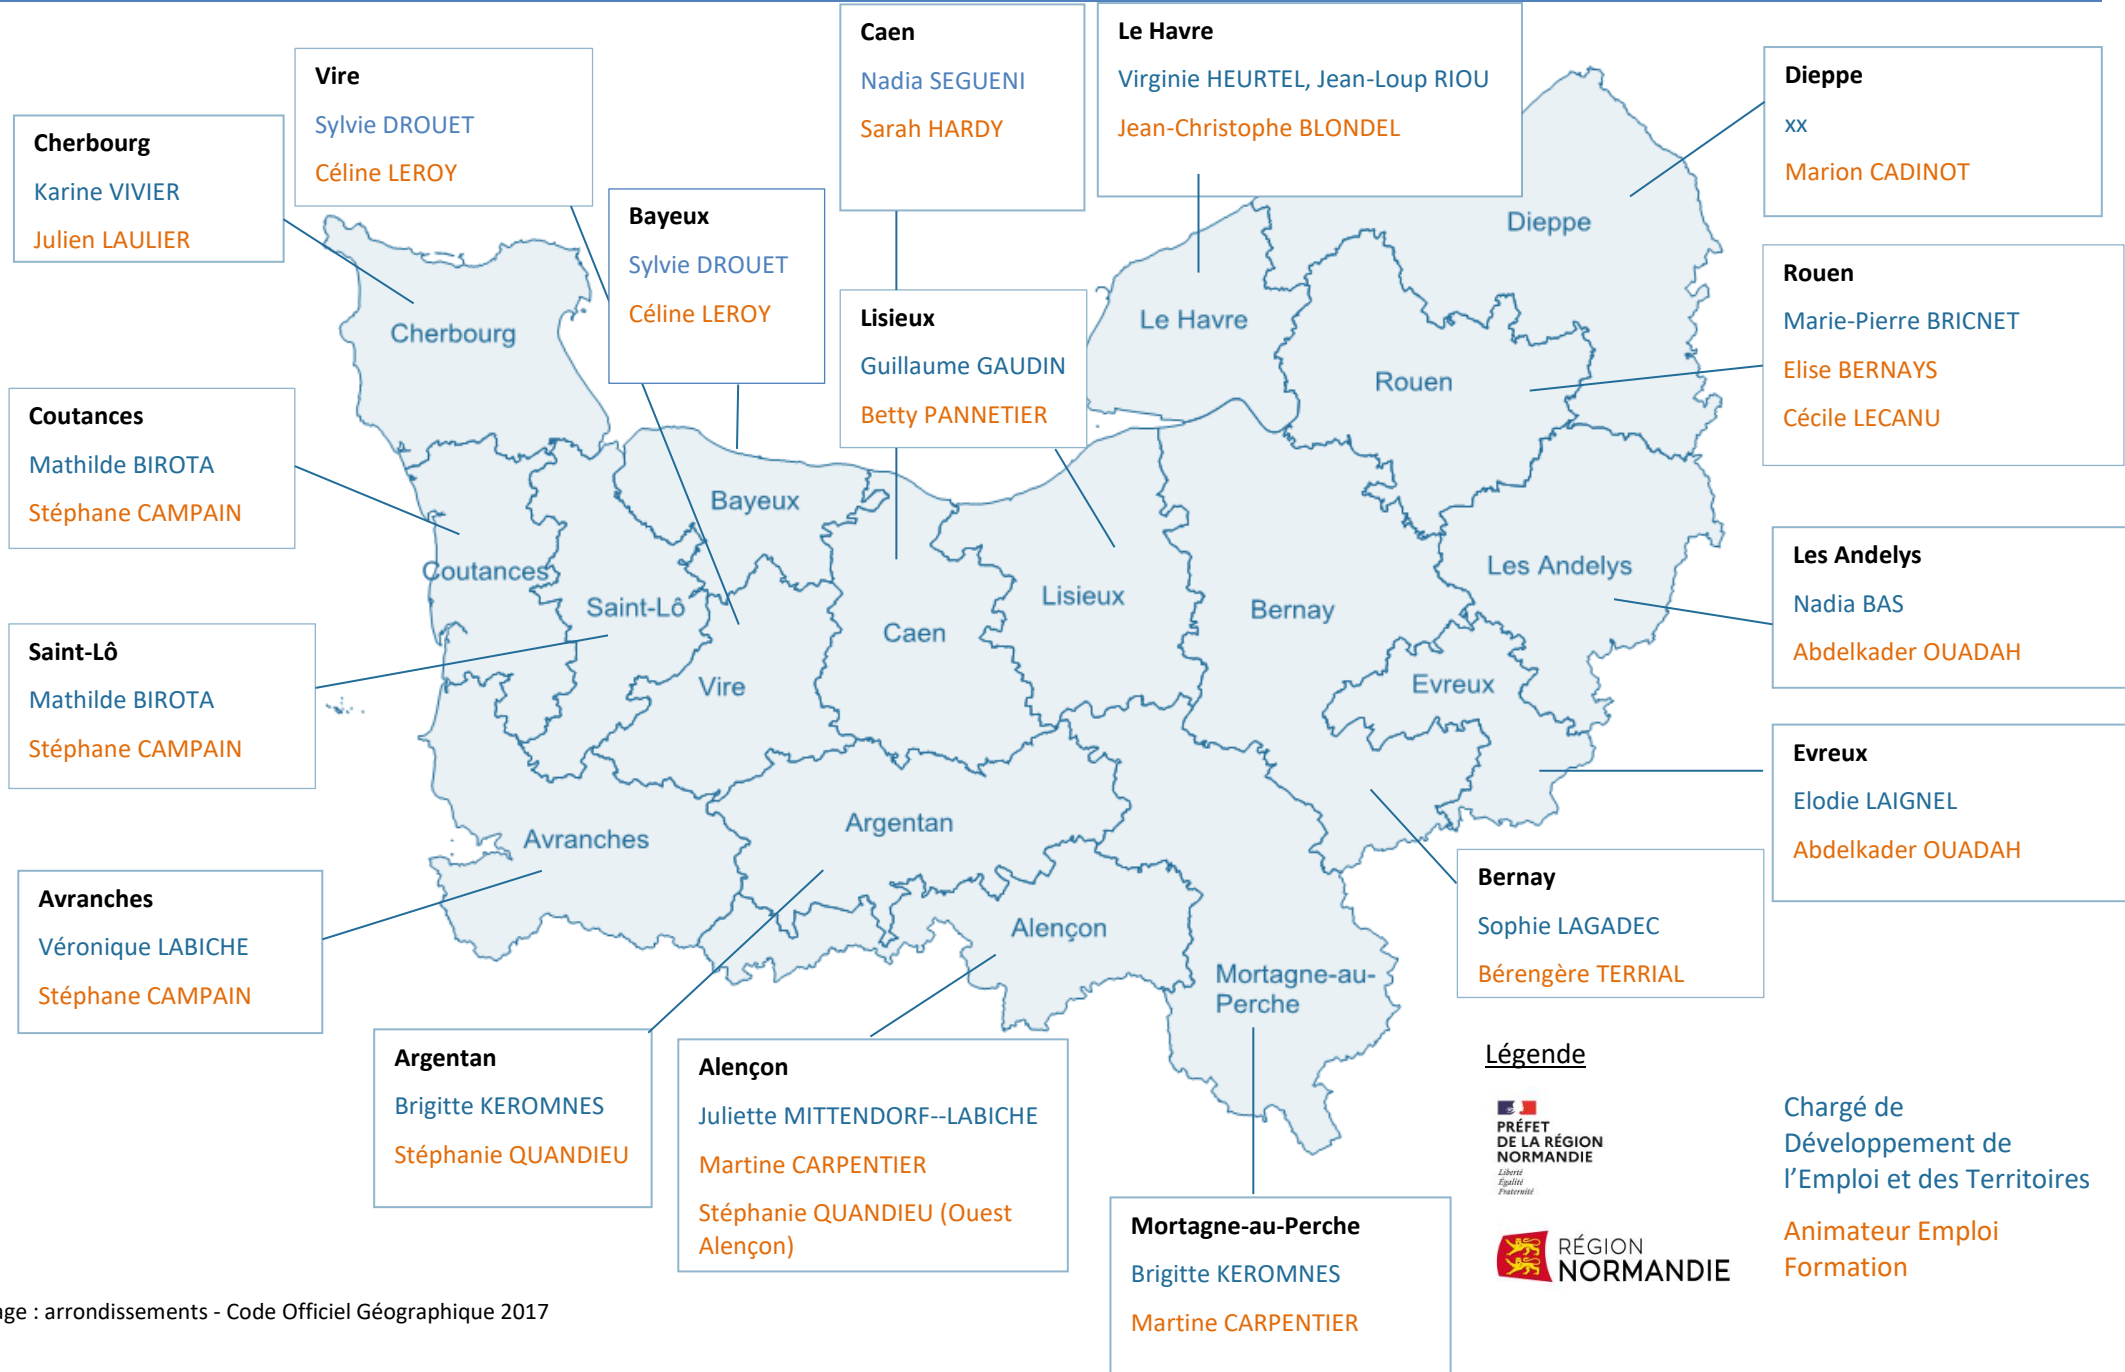 Caen
Nadia SEGUENI
Sarah HARDY
Le Havre
Virginie HEURTEL, Jean-Loup RIOU
Jean-Christophe BLONDEL
Vire
Sylvie DROUET
Céline LEROY
Dieppe
xx
Marion CADINOT
Cherbourg
Karine VIVIER
Julien LAULIER
Bayeux
Sylvie DROUET
Céline LEROY
Rouen
Marie-Pierre BRICNET
Elise BERNAYS
Cécile LECANU
Lisieux
Guillaume GAUDIN
Betty PANNETIER
Coutances
Mathilde BIROTA
Stéphane CAMPAIN
Les Andelys
Nadia BAS
Abdelkader OUADAH
Saint-Lô
Mathilde BIROTA
Stéphane CAMPAIN
Evreux
Elodie LAIGNEL
Abdelkader OUADAH
Avranches
Véronique LABICHE
Stéphane CAMPAIN
Bernay
Sophie LAGADEC
Bérengère TERRIAL
Argentan
Brigitte KEROMNES
Stéphanie QUANDIEU
Alençon
Juliette MITTENDORF--LABICHE
Martine CARPENTIER
Stéphanie QUANDIEU (Ouest
Alençon)
Mortagne-au-Perche
Brigitte KEROMNES
Martine CARPENTIER
Dieppe
Le Havre
Cherbourg
Rouen
Bayeux
Coutances
Les Andelys
Saint-Lô
Lisieux
Bernay
Caen
Vire
Evreux
Argentan
Avranches
Alençon
Mortagne-au-
Perche
Légende
PRÉFET
DE LA RÉGION
NORMANDIE
Liberté
Égalité
Fraternité
Chargé de
Développement de
l’Emploi et des Territoires
RÉGION
NORMANDIE
Animateur Emploi
Formation
age : arrondissements - Code Officiel Géographique 2017